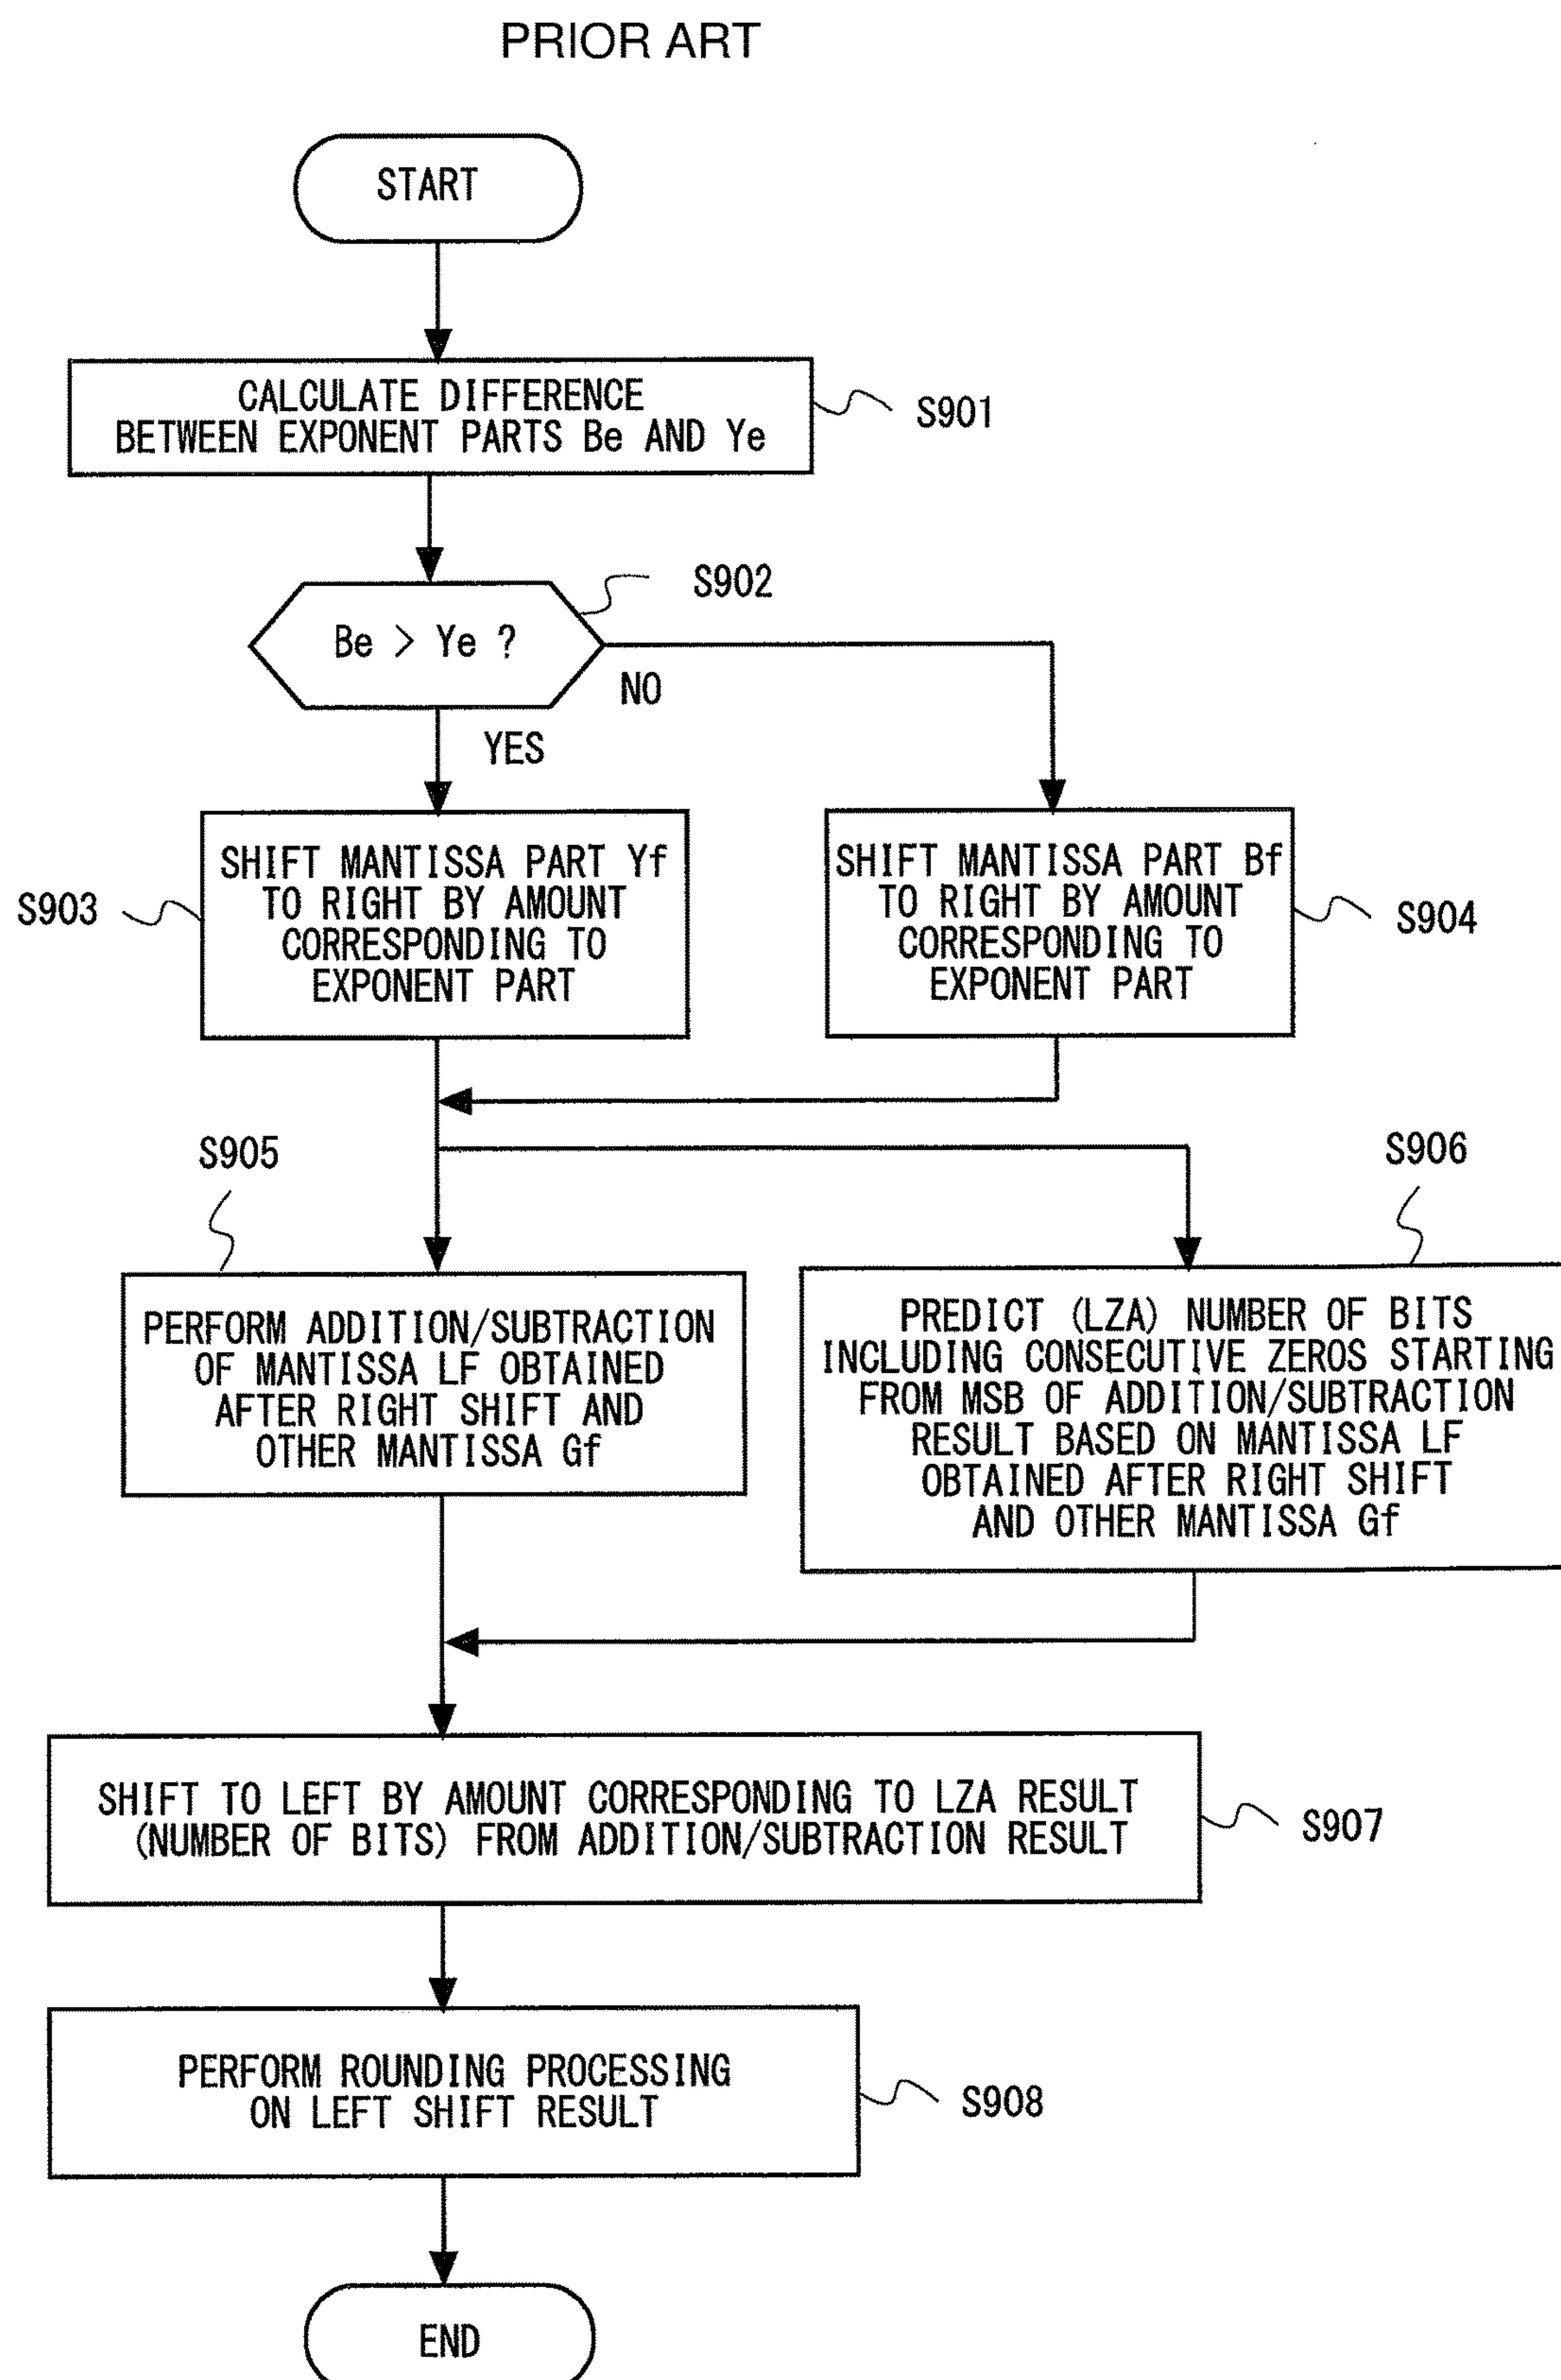 PRIOR ART
START
CALCULATE DIFFERENCE
BETWEEN EXPONENT PARTS Be AND Ye
S901
Be > Ye ?
S902
NO
YES
SHIFT MANTISSA PART Yf
TO RIGHT BY AMOUNT
CORRESPONDING TO
EXPONENT PART
S903
SHIFT MANTISSA PART Bf
TO RIGHT BY AMOUNT
CORRESPONDING TO
EXPONENT PART
S904
S905
PERFORM ADDITION/SUBTRACTION
OF MANTISSA LF OBTAINED
AFTER RIGHT SHIFT AND
OTHER MANTISSA Gf
S906
PREDICT (LZA) NUMBER OF BITS
INCLUDING CONSECUTIVE ZEROS STARTING
FROM MSB OF ADDITION/SUBTRACTION
RESULT BASED ON MANTISSA LF
OBTAINED AFTER RIGHT SHIFT
AND OTHER MANTISSA Gf
SHIFT TO LEFT BY AMOUNT CORRESPONDING TO LZA RESULT
(NUMBER OF BITS) FROM ADDITION/SUBTRACTION RESULT
S907
PERFORM ROUNDING PROCESSING
ON LEFT SHIFT RESULT
S908
END